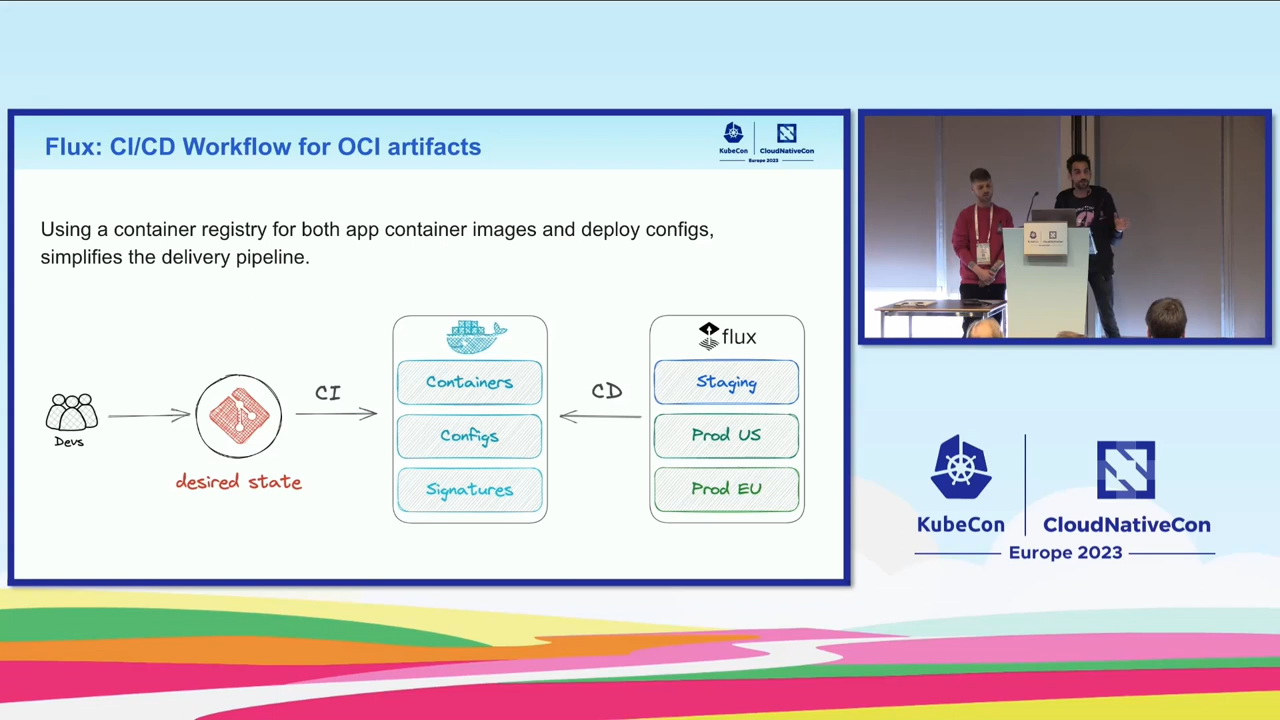 Flux: CI/CD Workflow for OCI artifacts
KubeCon
CloudNativeCon
Europe 2023
Using a container registry for both app container images and deploy configs,
simplifies the delivery pipeline.
Devs
desired state
CI
Containers
Configs
Signatures
CD
flux
Staging
Prod US
Prod EU
KubeCon
CloudNativeCon
Europe 2023